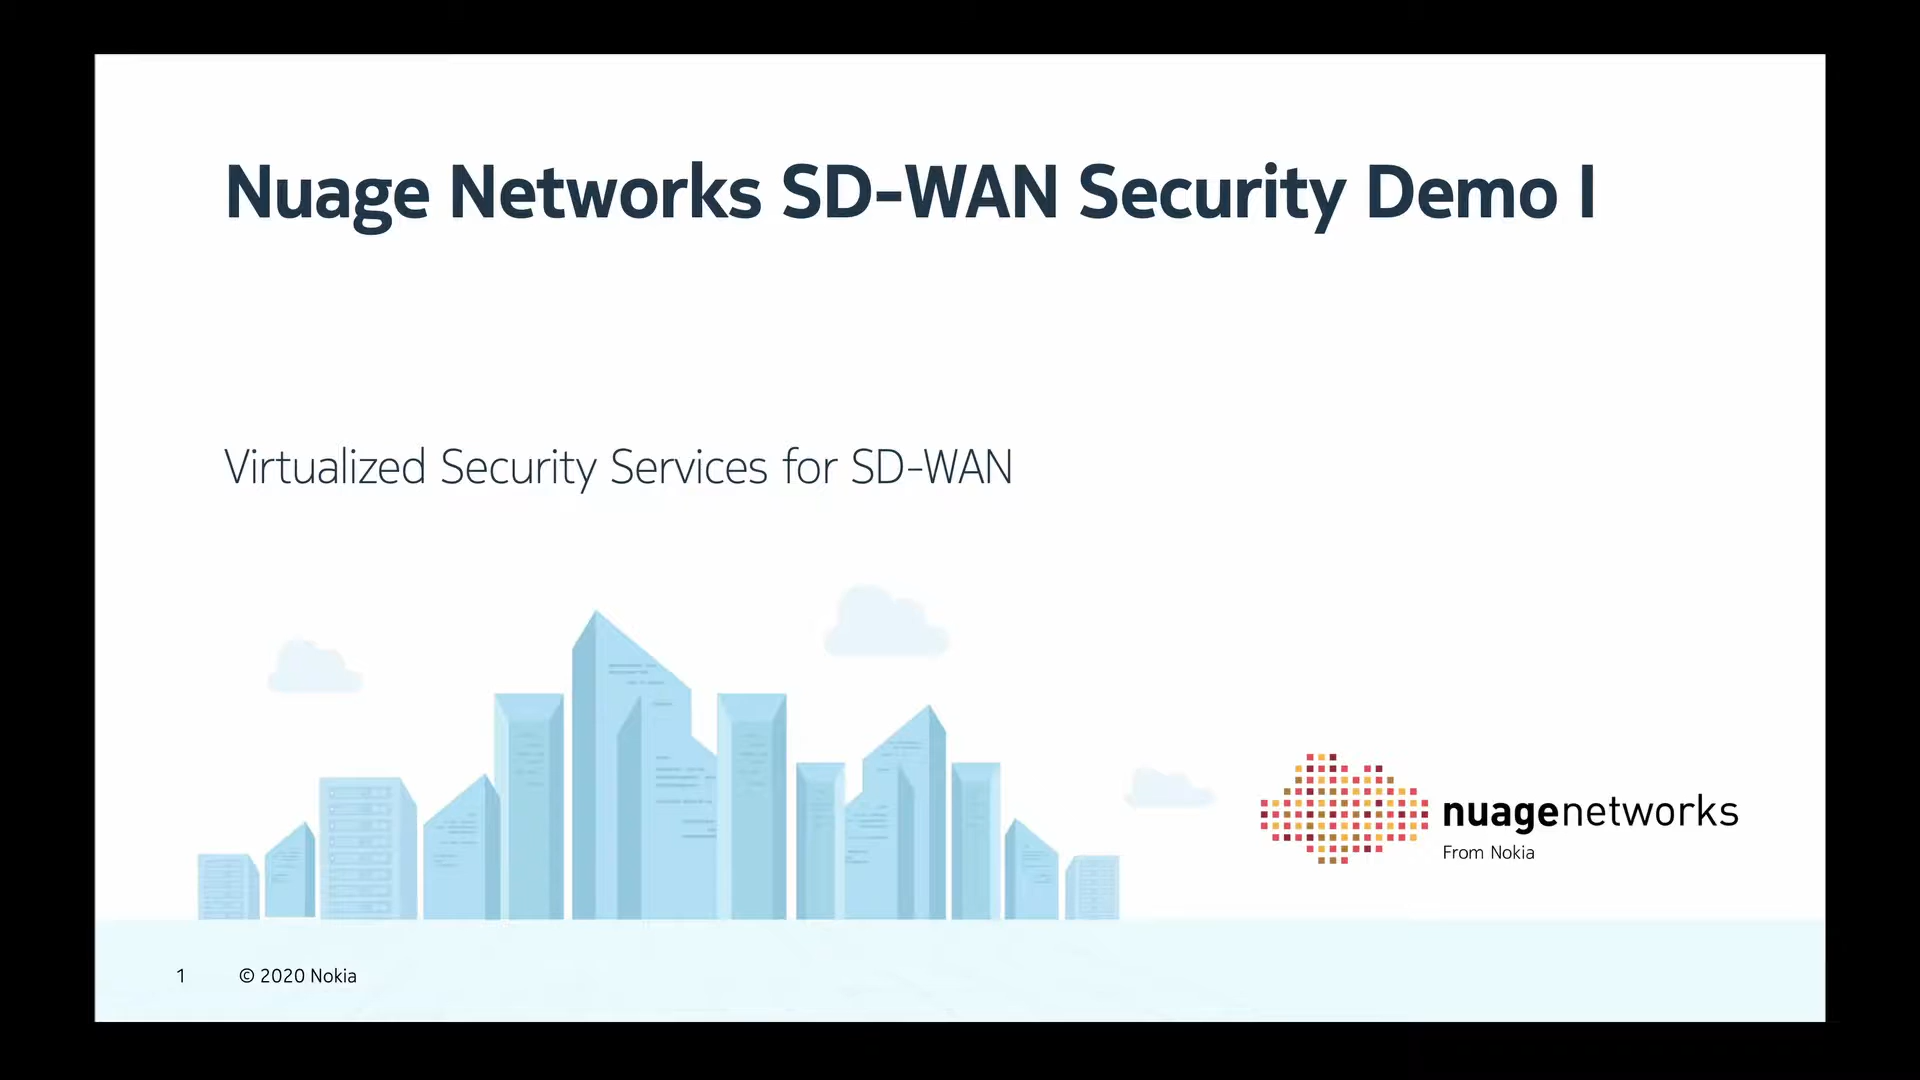 Nuage Networks SD-WAN Security Demo I
Virtualized Security Services for SD-WAN
nuagenetworks
From Nokia
1 © 2020 Nokia